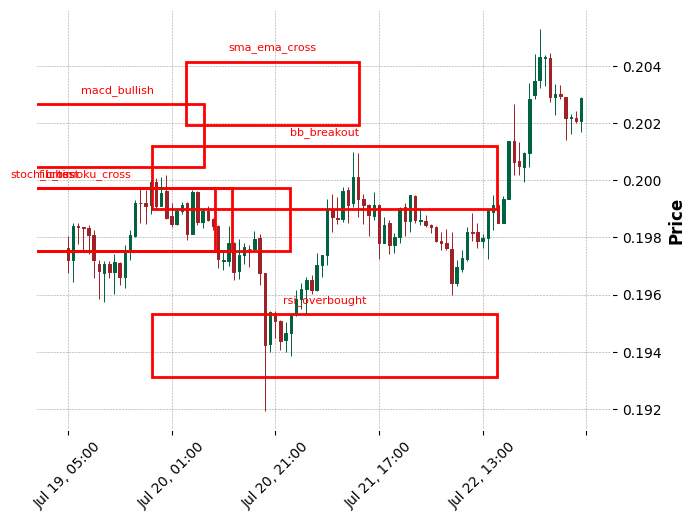 sma_ema_cross
0.204
macd_bullish
0.202
bb_breakout
0.200
ichimoku_cross
0.198
Price
0.196
rsi_overbought
0.194
0.192
Jul 19, 05:00
Jul 20, 01:00
Jul 20, 21:00
Jul 21, 17:00
Jul 22, 13:00